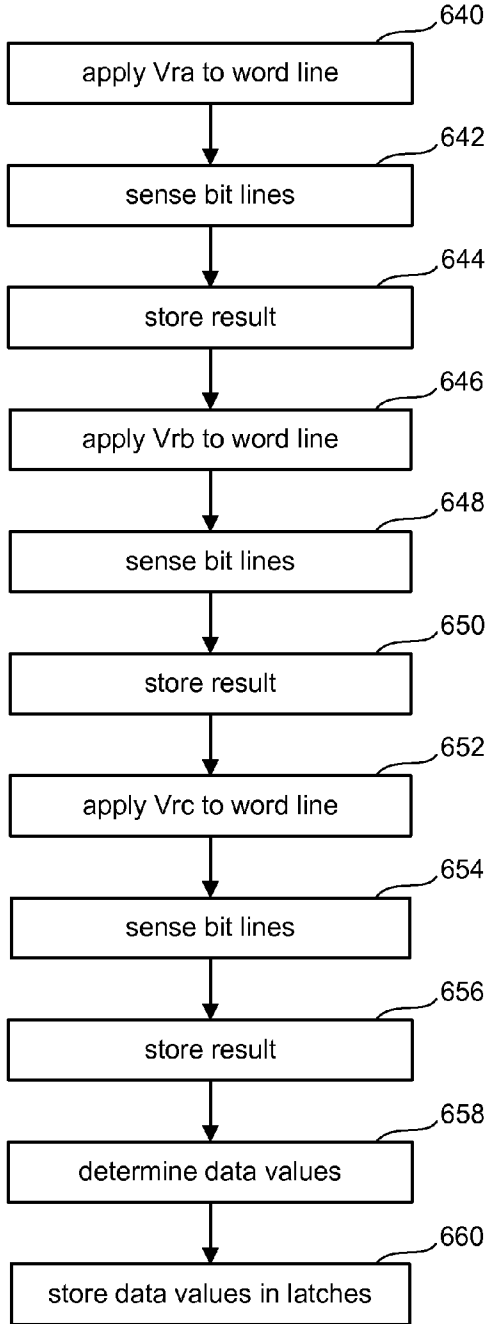 640
apply Vra to word line
642
sense bit lines
644
store result
646
apply Vrb to word line
648
sense bit lines
650
store result
652
apply Vrc to word line
654
sense bit lines
656
store result
658
determine data values
660
store data values in latches